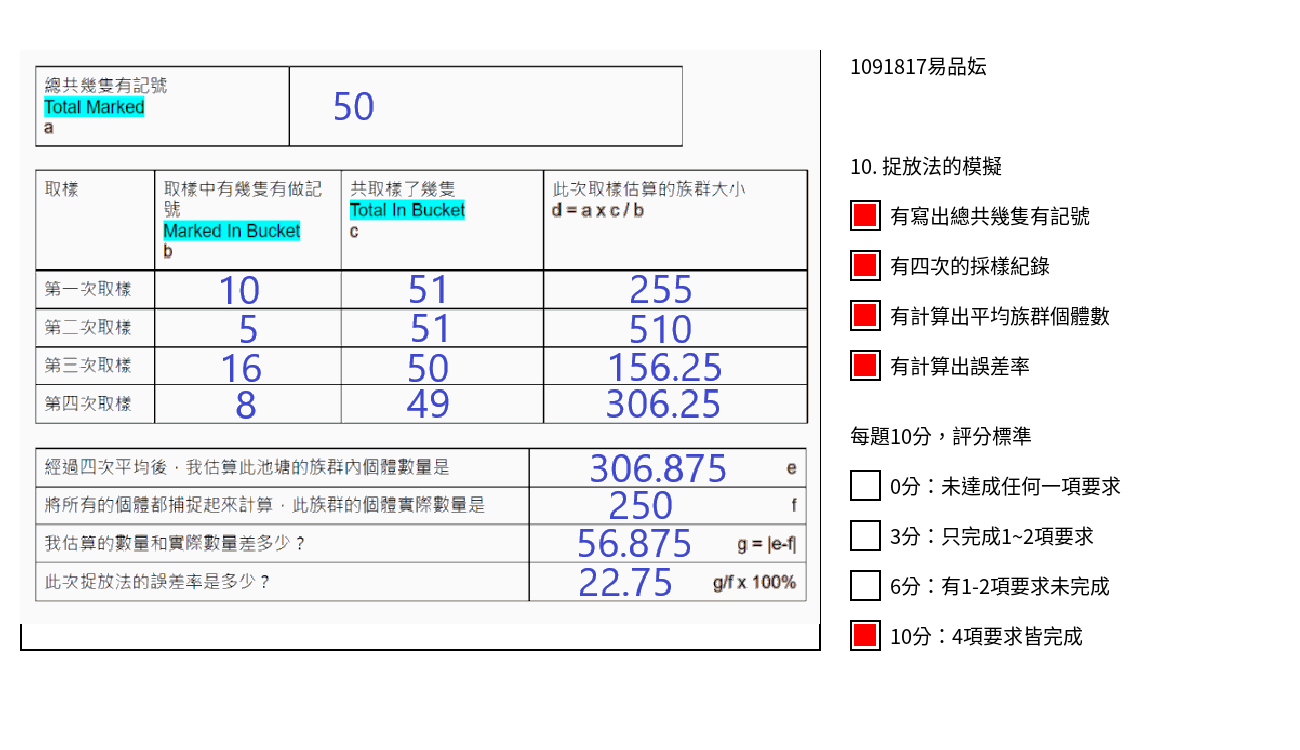 總共幾隻有記號
Total Marked
a
50
取樣
取樣中有幾隻有做記
號
Marked In Bucket
b
共取樣了幾隻
Total In Bucket
c
此次取樣估算的族群大小
d = a x c / b
第一次取樣 10 51 255
第二次取樣 5 51 510
第三次取樣 16 50 156.25
第四次取樣 8 49 306.25
經過四次平均後，我估算此池塘的族群內個體數量是 306.875 e
將所有的個體都捕捉起來計算，此族群的個體實際數量是 250 f
我估算的數量和實際數量差多少？ 56.875 g = |e-f|
此次捉放法的誤差率是多少？ 22.75 g/f x 100%
1091817易品妘
10. 捉放法的模擬
有寫出總共幾隻有記號
有四次的採樣紀錄
有計算出平均族群個體數
有計算出誤差率
每題10分，評分標準
0分：未達成任何一項要求
3分：只完成1~2項要求
6分：有1-2項要求未完成
10分：4項要求皆完成